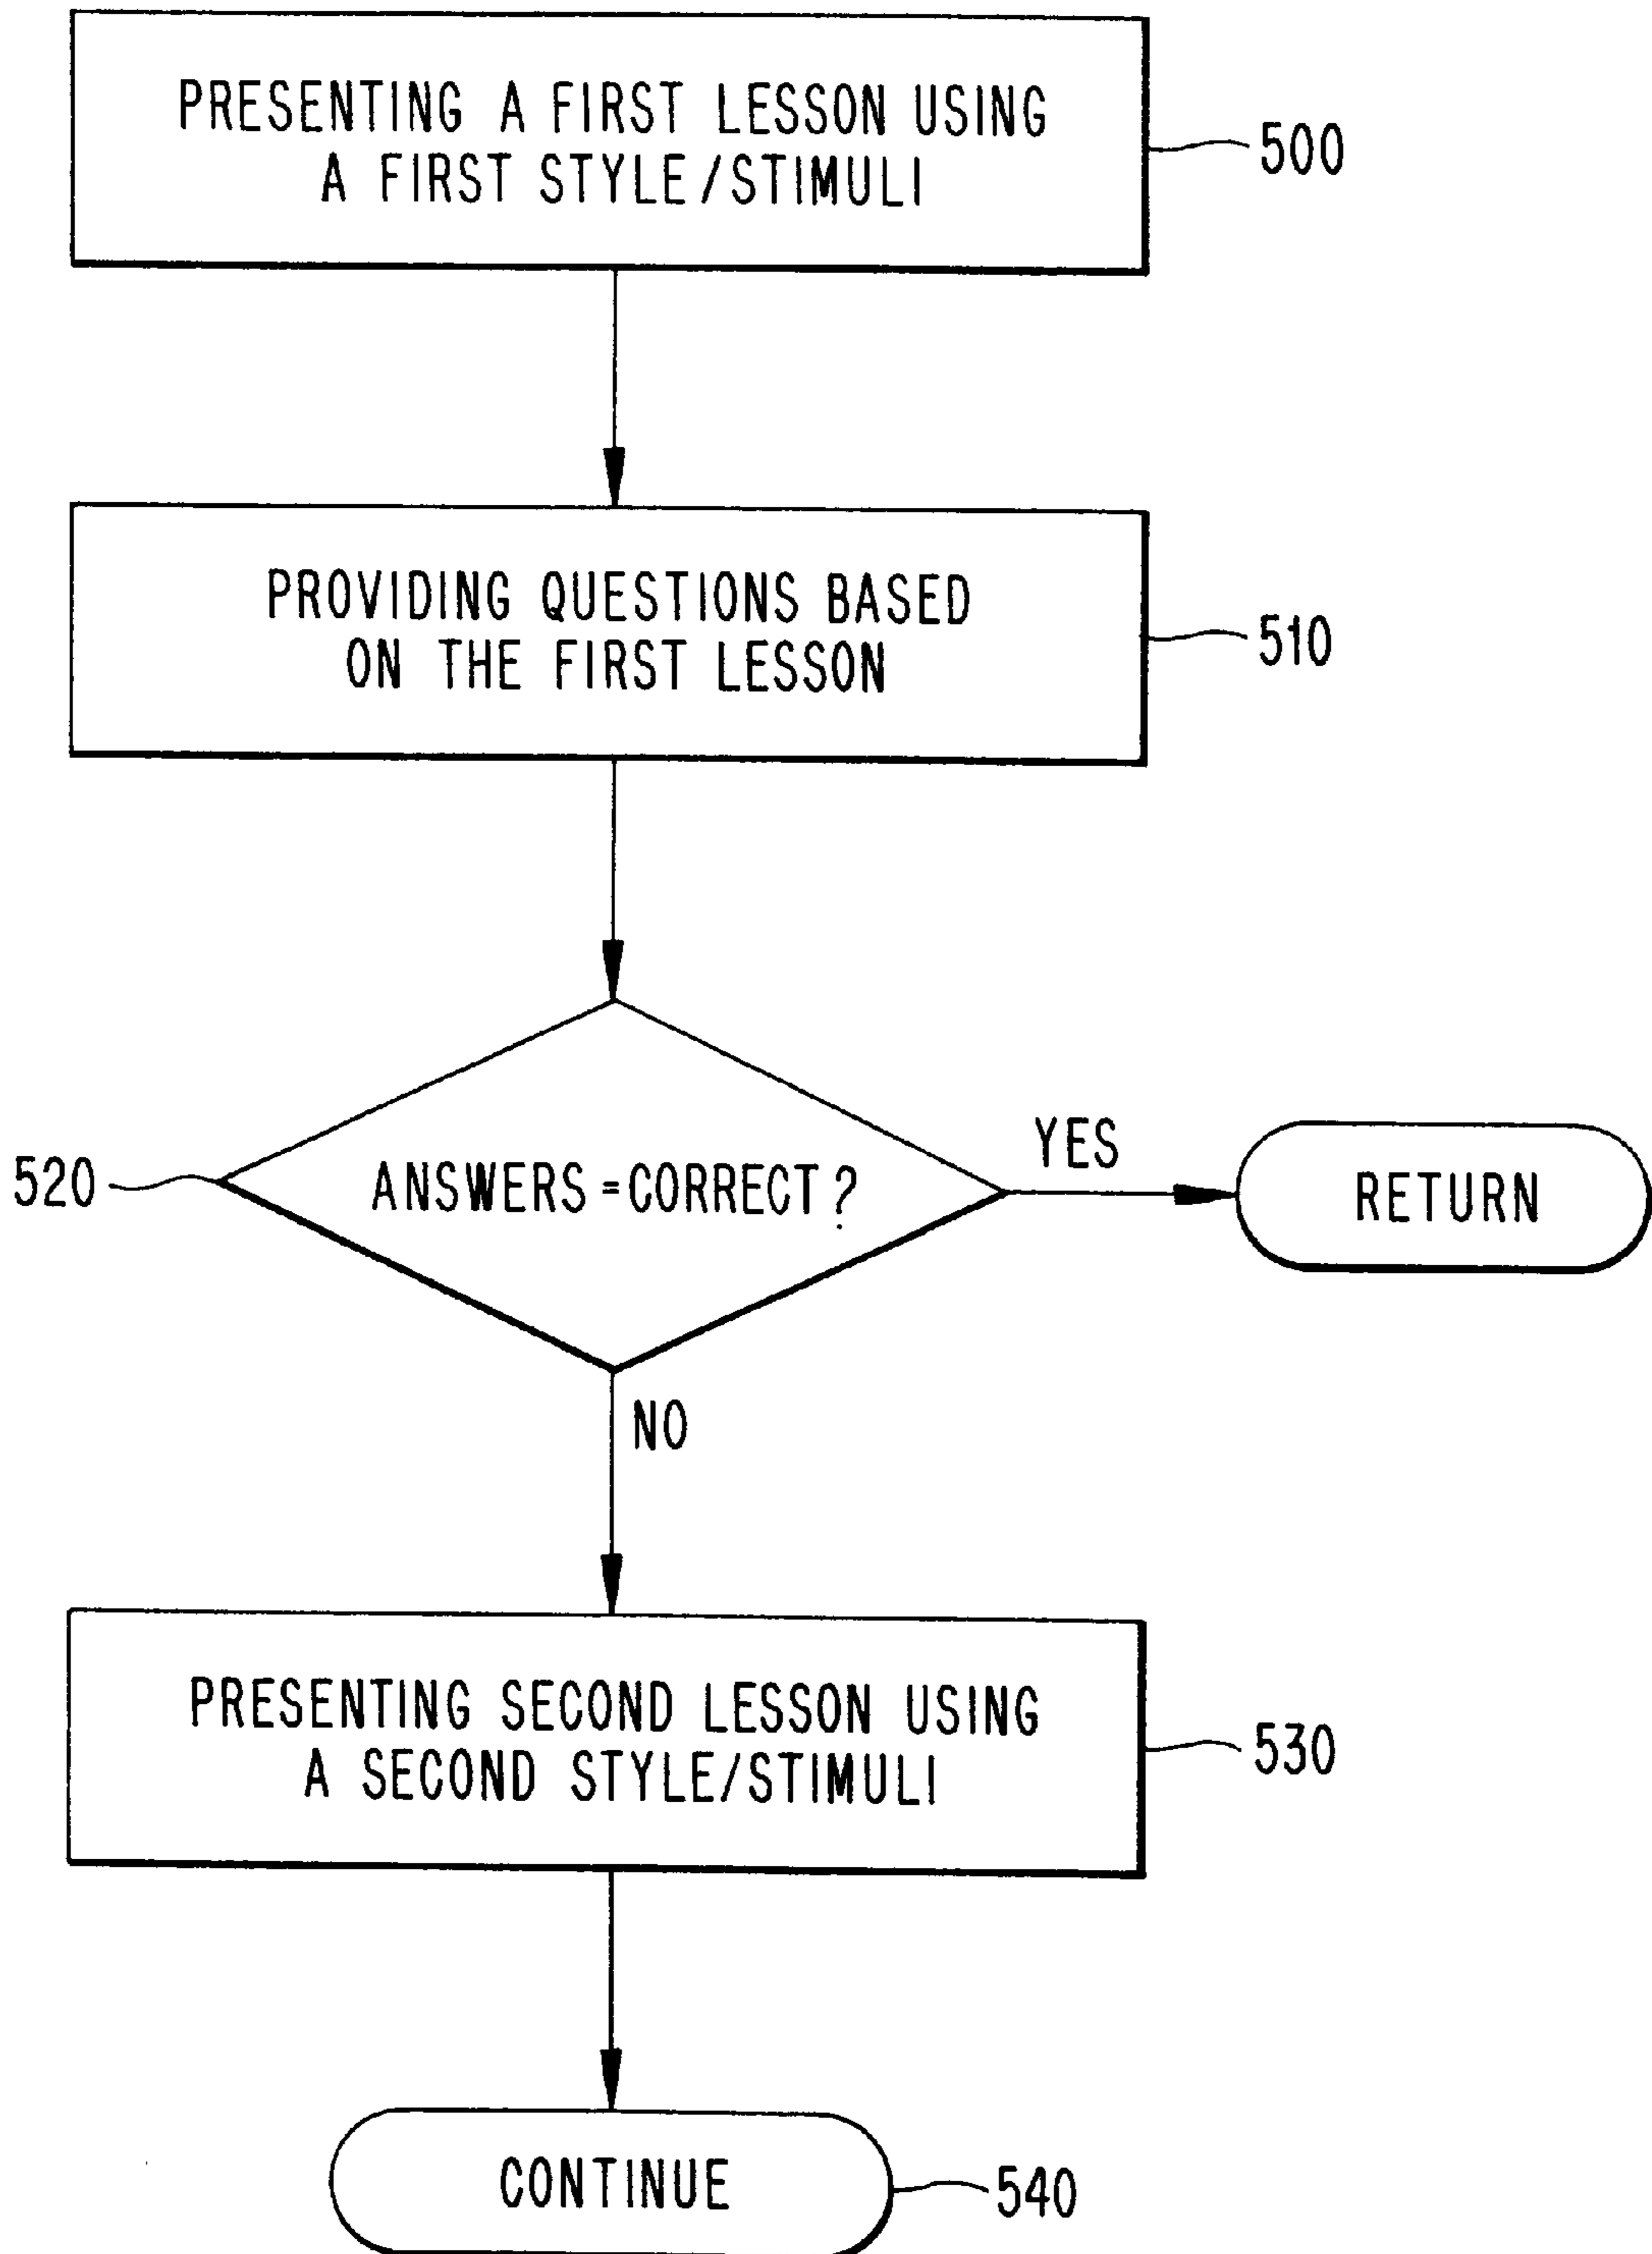 PRESENTING A FIRST LESSON USING
A FIRST STYLE/STIMULI
500
PROVIDING QUESTIONS BASED
ON THE FIRST LESSON
510
520
ANSWERS=CORRECT?
YES
RETURN
NO
PRESENTING SECOND LESSON USING
A SECOND STYLE/STIMULI
530
CONTINUE
540